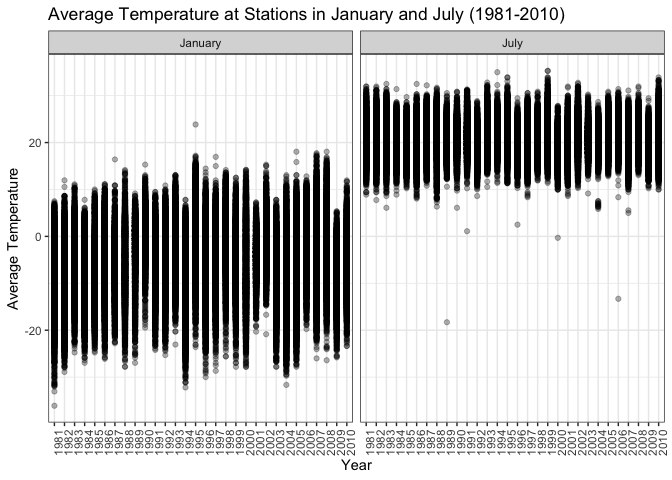 Average Temperature at Stations in January and July (1981-2010)
January July
Average Temperature
20
0
-20
1981 1982 1983 1984 1985 1986 1987 1988 1989 1990 1991 1992 1993 1994 1995 1996 1997 1998 1999 2000 2001 2002 2003 2004 2005 2006 2007 2008 2009 2010
1981 1982 1983 1984 1985 1986 1987 1988 1989 1990 1991 1992 1993 1994 1995 1996 1997 1998 1999 2000 2001 2002 2003 2004 2005 2006 2007 2008 2009 2010
Year